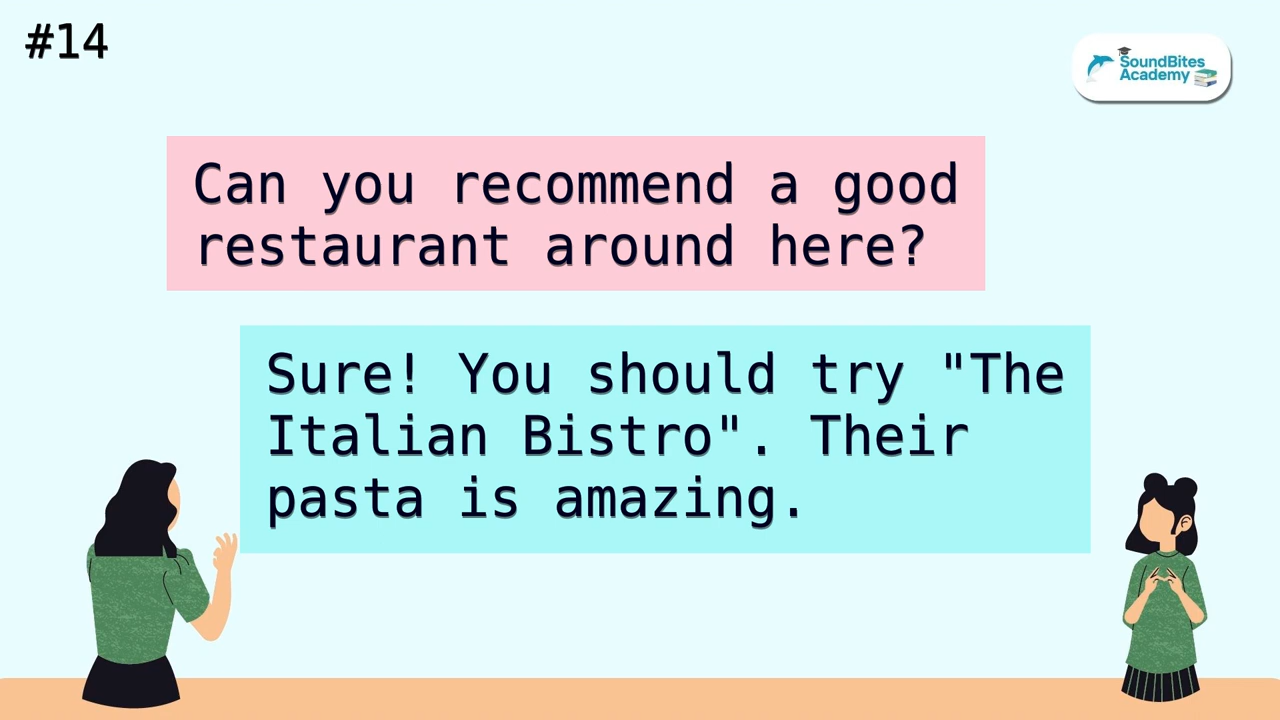 #14
SoundBites
Academy
Can you recommend a good
restaurant around here?
Sure! You should try "The
Italian Bistro". Their
pasta is amazing.